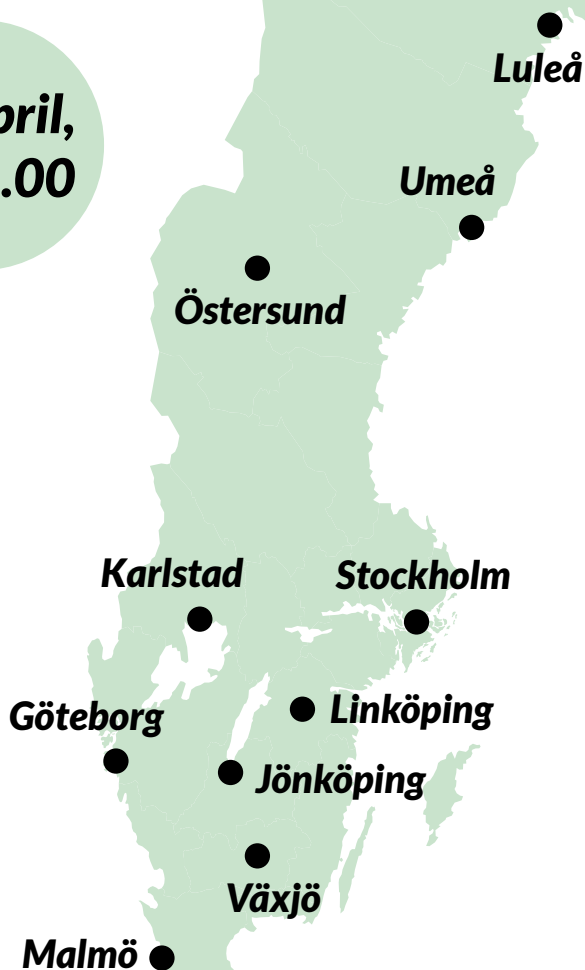 Luleå
pril,
.00
Umeå
Östersund
Karlstad
Stockholm
Göteborg
Linköping
Jönköping
Växjö
Malmö